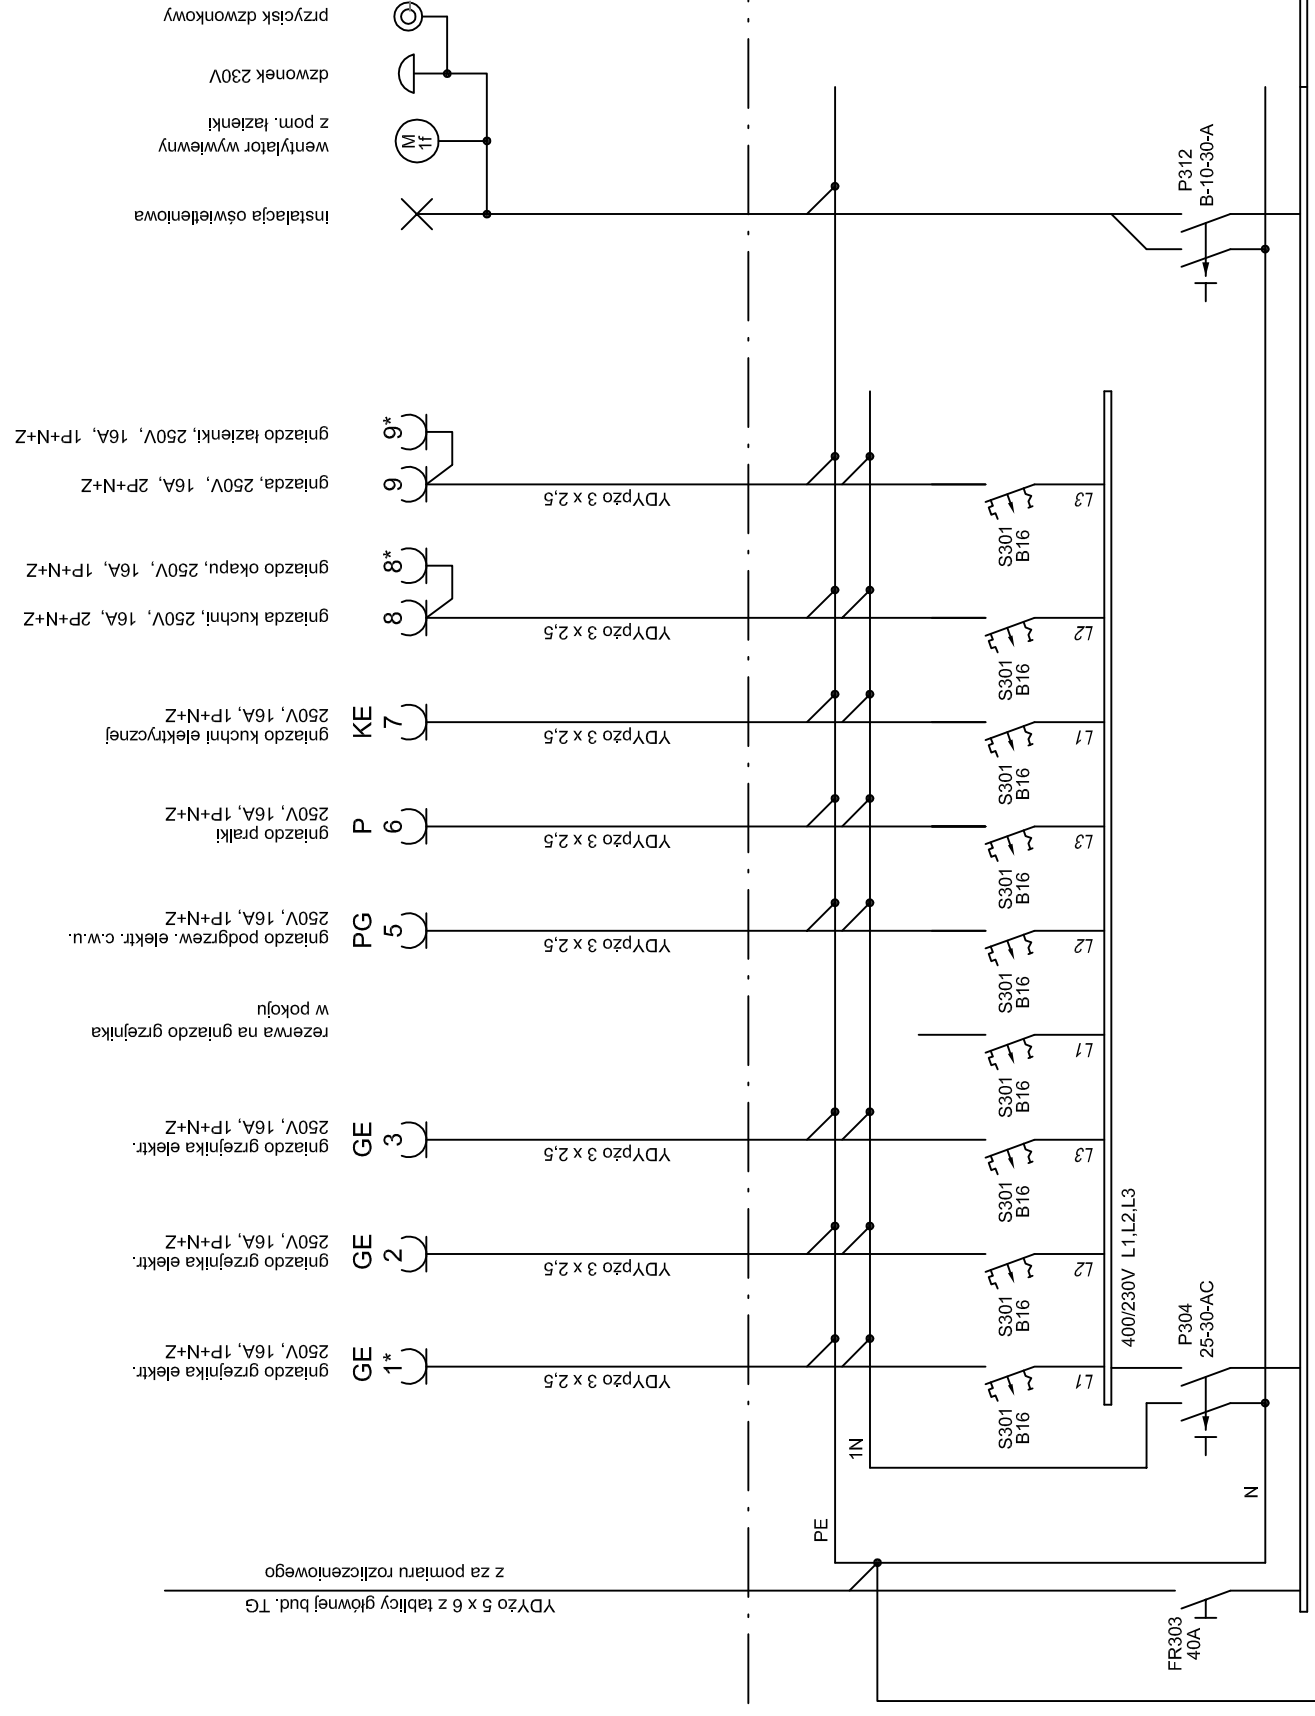 przycisk dzwonkowy
dzwonek 230V
wentylator wywiewny
z pom. łazienki
M
1f
instalacja oświetleniowa
P312
B-10-30-A
gniazdo łazienki, 250V, 16A, 1P+N+Z
9*
gniazda, 250V, 16A, 2P+N+Z
9
YDYpżo 3 x 2,5
S301
B16
L3
gniazdo okapu, 250V, 16A, 1P+N+Z
8*
gniazda kuchni, 250V, 16A, 2P+N+Z
8
YDYpżo 3 x 2,5
S301
B16
L2
gniazdo kuchni elektrycznej
250V, 16A, 1P+N+Z
KE
7
YDYpżo 3 x 2,5
S301
B16
L1
gniazdo pralki
250V, 16A, 1P+N+Z
P
6
YDYpżo 3 x 2,5
S301
B16
L3
gniazdo podgrzew. elektr. c.w.u.
250V, 16A, 1P+N+Z
PG
5
YDYpżo 3 x 2,5
S301
B16
L2
rezerwa na gniazdo grzejnika
w pokoju
S301
B16
L1
gniazdo grzejnika elektr.
250V, 16A, 1P+N+Z
GE
3
YDYpżo 3 x 2,5
S301
B16
L3
gniazdo grzejnika elektr.
250V, 16A, 1P+N+Z
GE
2
YDYpżo 3 x 2,5
S301
B16
L2
400/230V L1,L2,L3
gniazdo grzejnika elektr.
250V, 16A, 1P+N+Z
GE
1*
YDYpżo 3 x 2,5
S301
B16
L1
P304
25-30-AC
1N
N
PE
YDYżo 5 x 6 z tablicy głównej bud. TG
z za pomiaru rozliczeniowego
FR303
40A